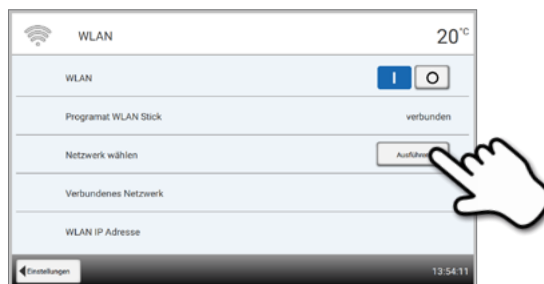 WLAN 20°C
WLAN I O
Programat WLAN Stick verbunden
Netzwerk wählen
Verbundenes Netzwerk
WLAN IP Adresse
Einstellungen 13:54:11